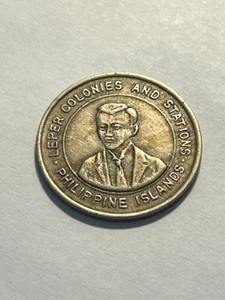 · LEPER COLONIES AND STATIONS ·
PHILIPPINE ISLANDS